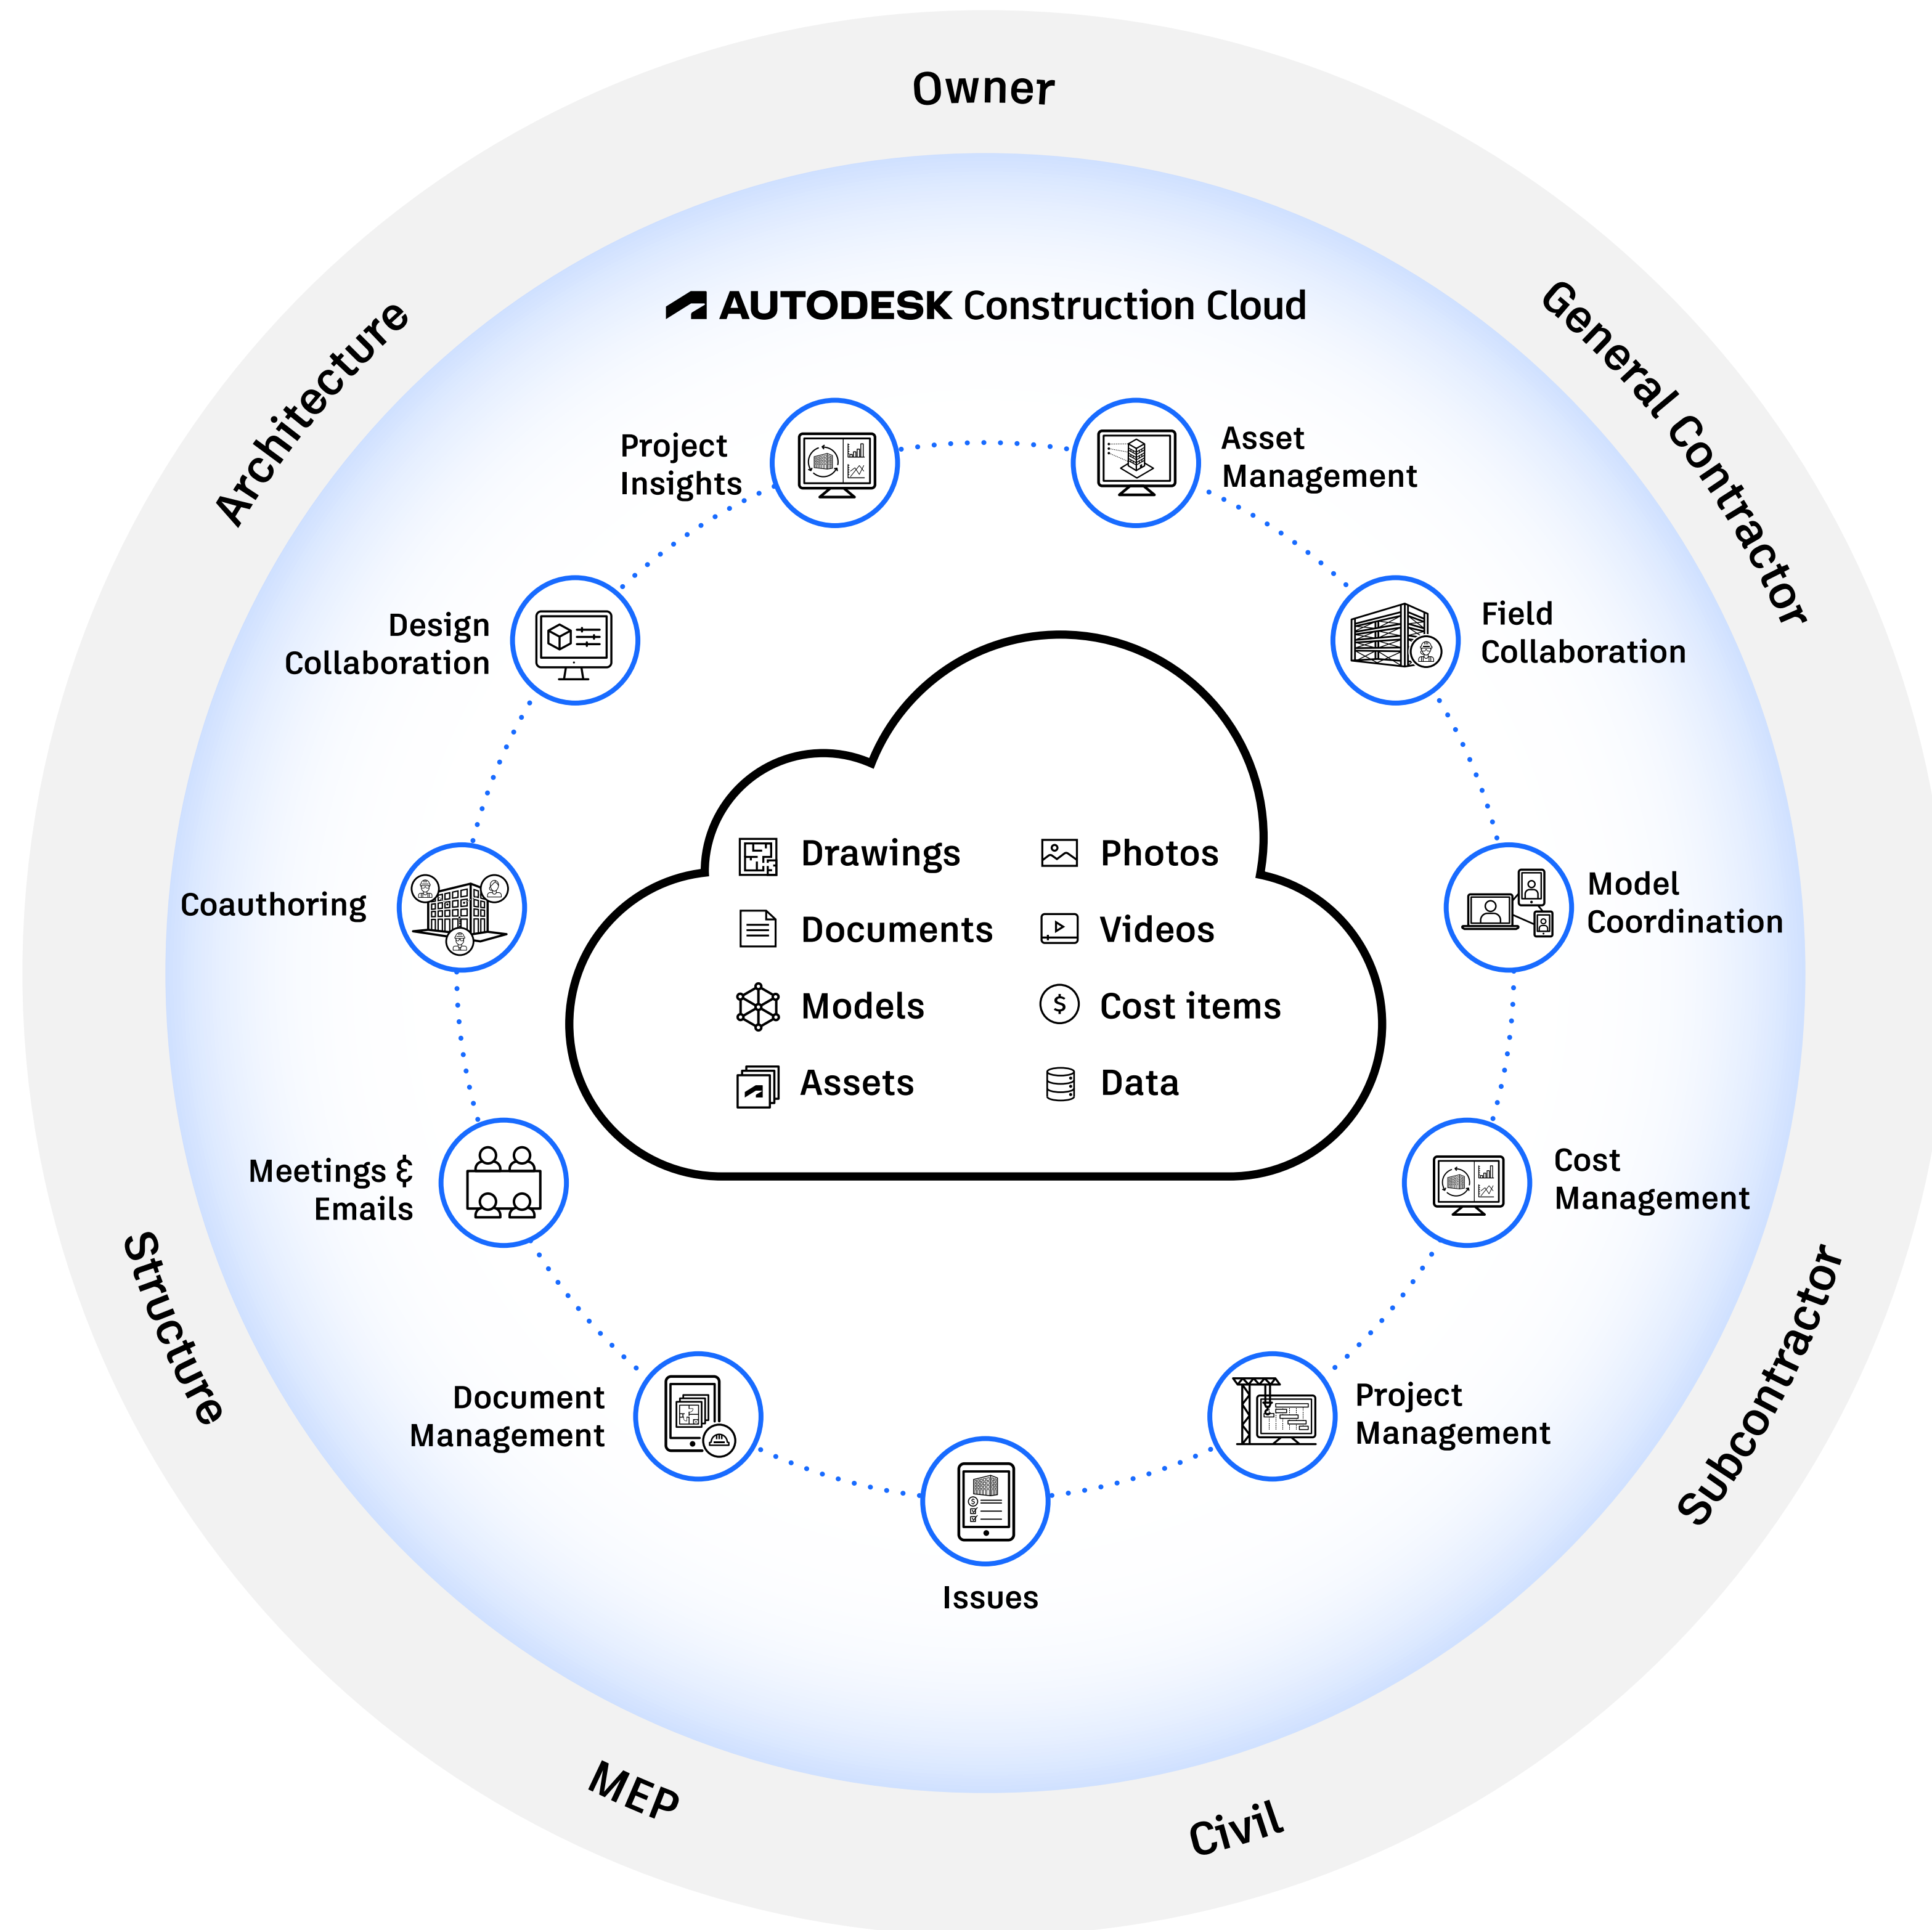 Owner
Architecture
General Contractor
AUTODESK Construction Cloud
Project
Insights
Asset
Management
Design
Collaboration
Field
Collaboration
Coauthoring
Model
Coordination
Drawings
Photos
Documents
Videos
Models
$
Cost items
Assets
Data
Meetings &
Emails
Cost
Management
Structure
Subcontractor
Document
Management
Project
Management
$
Issues
MEP
Civil